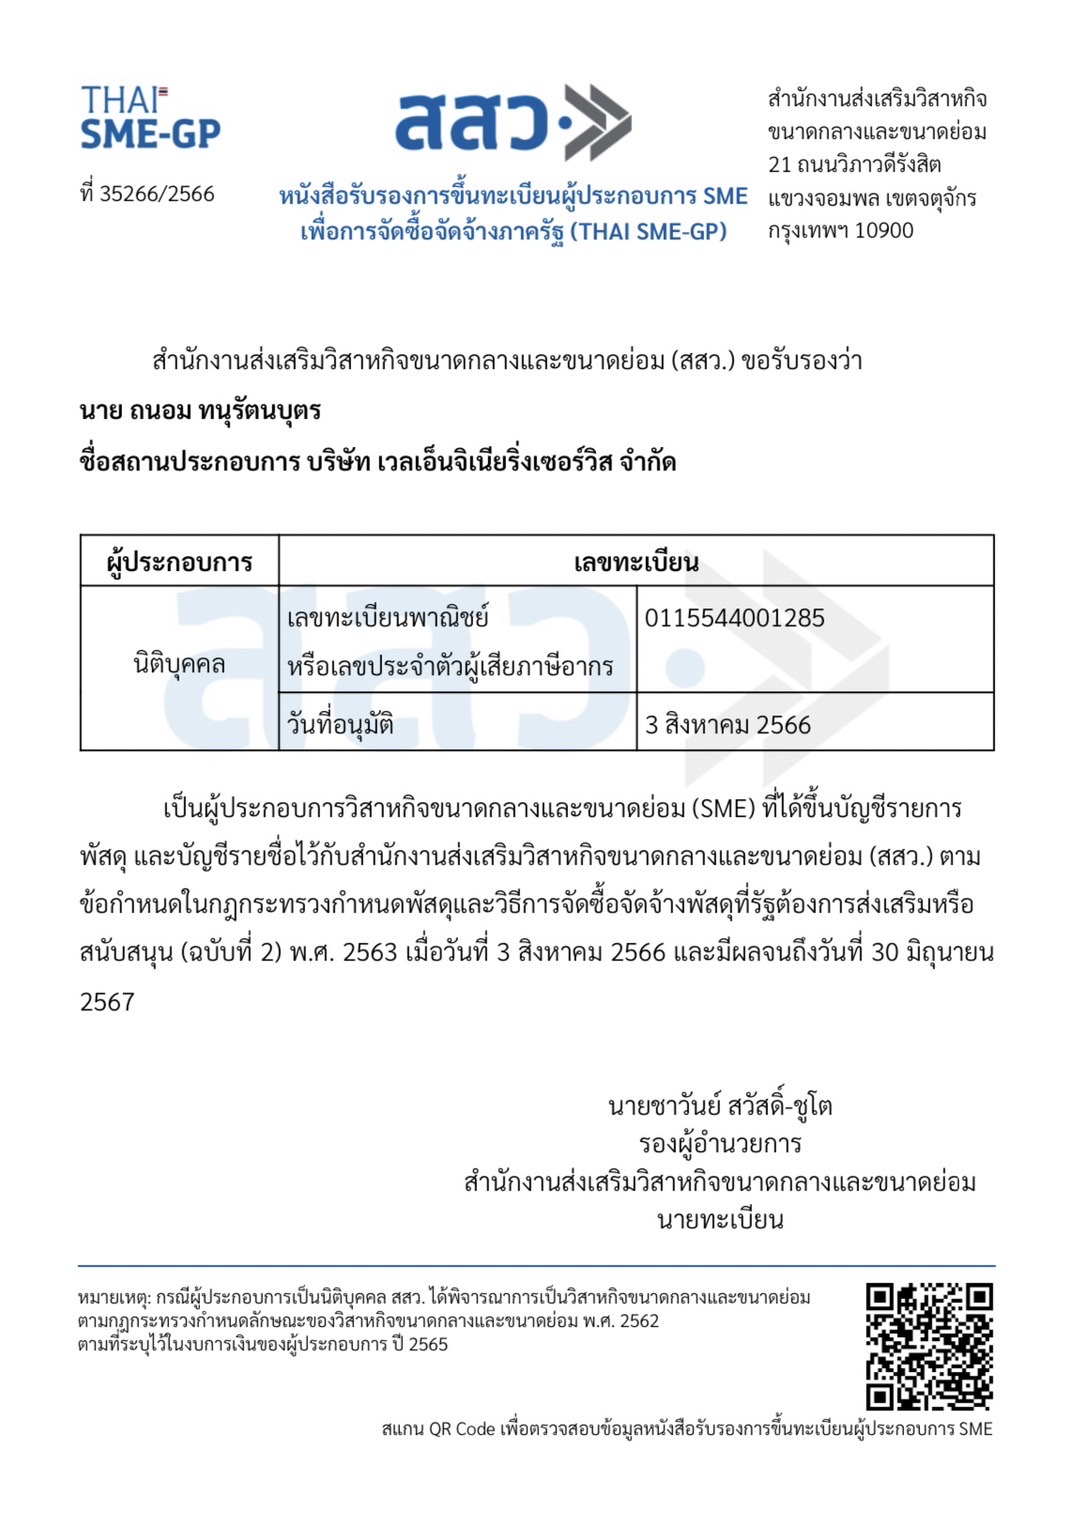 THAI
SME-GP
ที่ 35266/2566
สสว.
หนังสือรับรองการขึ้นทะเบียนผู้ประกอบการ SME
เพื่อการจัดซื้อจัดจ้างภาครัฐ (THAI SME-GP)
สำนักงานส่งเสริมวิสาหกิจ
ขนาดกลางและขนาดย่อม
21 ถนนวิภาวดีรังสิต
แขวงจอมพล เขตจตุจักร
กรุงเทพฯ 10900
สำนักงานส่งเสริมวิสาหกิจขนาดกลางและขนาดย่อม (สสว.) ขอรับรองว่า
นาย ถนอม ทนุรัตนบุตร
ชื่อสถานประกอบการ บริษัท เวลเอ็นจิเนียริ่งเซอร์วิส จำกัด
ผู้ประกอบการ
เลขทะเบียน
นิติบุคคล
เลขทะเบียนพาณิชย์
หรือเลขประจำตัวผู้เสียภาษีอากร
0115544001285
วันที่อนุมัติ
3 สิงหาคม 2566
เป็นผู้ประกอบการวิสาหกิจขนาดกลางและขนาดย่อม (SME) ที่ได้ขึ้นบัญชีรายการ
พัสดุ และบัญชีรายชื่อไว้กับสำนักงานส่งเสริมวิสาหกิจขนาดกลางและขนาดย่อม (สสว.) ตาม
ข้อกำหนดในกฎกระทรวงกำหนดพัสดุและวิธีการจัดซื้อจัดจ้างพัสดุที่รัฐต้องการส่งเสริมหรือ
สนับสนุน (ฉบับที่ 2) พ.ศ. 2563 เมื่อวันที่ 3 สิงหาคม 2566 และมีผลจนถึงวันที่ 30 มิถุนายน
2567
นายชาวันย์ สวัสดิ์-ชูโต
รองผู้อำนวยการ
สำนักงานส่งเสริมวิสาหกิจขนาดกลางและขนาดย่อม
นายทะเบียน
หมายเหตุ: กรณีผู้ประกอบการเป็นนิติบุคคล สสว. ได้พิจารณาการเป็นวิสาหกิจขนาดกลางและขนาดย่อม
ตามกฎกระทรวงกำหนดลักษณะของวิสาหกิจขนาดกลางและขนาดย่อม พ.ศ. 2562
ตามที่ระบุไว้ในงบการเงินของผู้ประกอบการ ปี 2565
สแกน QR Code เพื่อตรวจสอบข้อมูลหนังสือรับรองการขึ้นทะเบียนผู้ประกอบการ SME